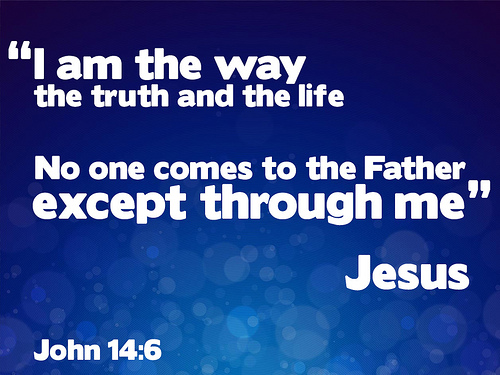 “I am the way
the truth and the life
No one comes to the Father
except through me”
Jesus
John 14:6